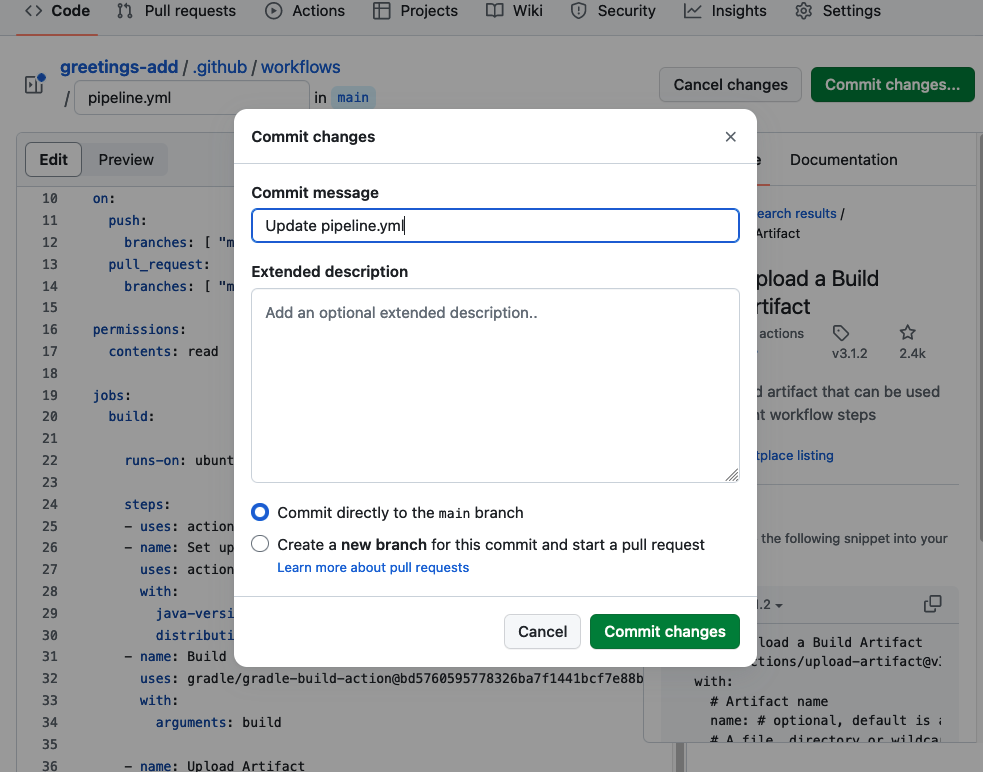 Code Pull requests Actions Projects Wiki Security Insights Settings
greetings-add / .github / workflows
/ pipeline.yml in main
Cancel changes Commit changes...
Edit Preview
Documentation
10 on:
11 push:
12 branches: [ "m
13 pull_request:
14 branches: [ "m
15
16 permissions:
17 contents: read
18
19 jobs:
20 build:
21
22 runs-on: ubunt
23
24 steps:
25 - uses: action
26 - name: Set up
27 uses: action
28 with:
29 java-versi
30 distributi
31 - name: Build
32 uses: gradle/gradle-build-action@bd5760595778326ba7f1441bcf7e88b
33 with:
34 arguments: build
35
36 - name: Upload Artifact
Commit changes
Commit message
Update pipeline.yml
Extended description
Add an optional extended description..
Commit directly to the main branch
Create a new branch for this commit and start a pull request
Learn more about pull requests
Cancel Commit changes
earch results /
Artifact
pload a Build
rtifact
actions
v3.1.2 2.4k
d artifact that can be used
nt workflow steps
tplace listing
the following snippet into your
.2
load a Build Artifact
ctions/upload-artifact@v
with:
# Artifact name
name: # optional, default is a
# A file, directory or wildca